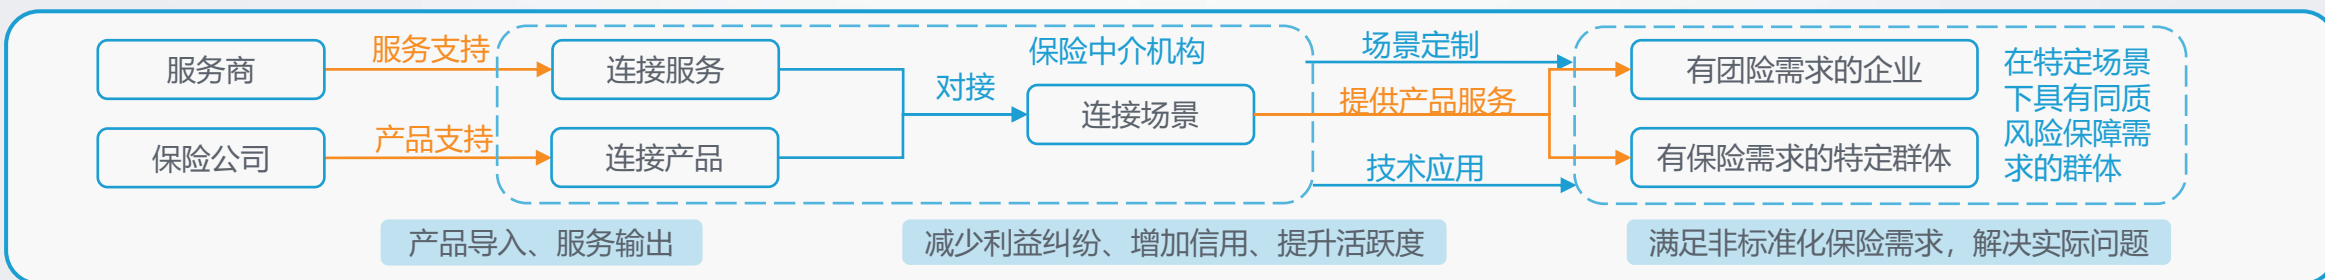 服务商
服务支持
连接服务
保险中介机构
场景定制
有团险需求的企业
在特定场景
下具有同质
风险保障需
求的群体
对接
连接场景
提供产品服务
保险公司
产品支持
连接产品
技术应用
有保险需求的特定群体
产品导入、服务输出
减少利益纠纷、增加信用、提升活跃度
满足非标准化保险需求，解决实际问题